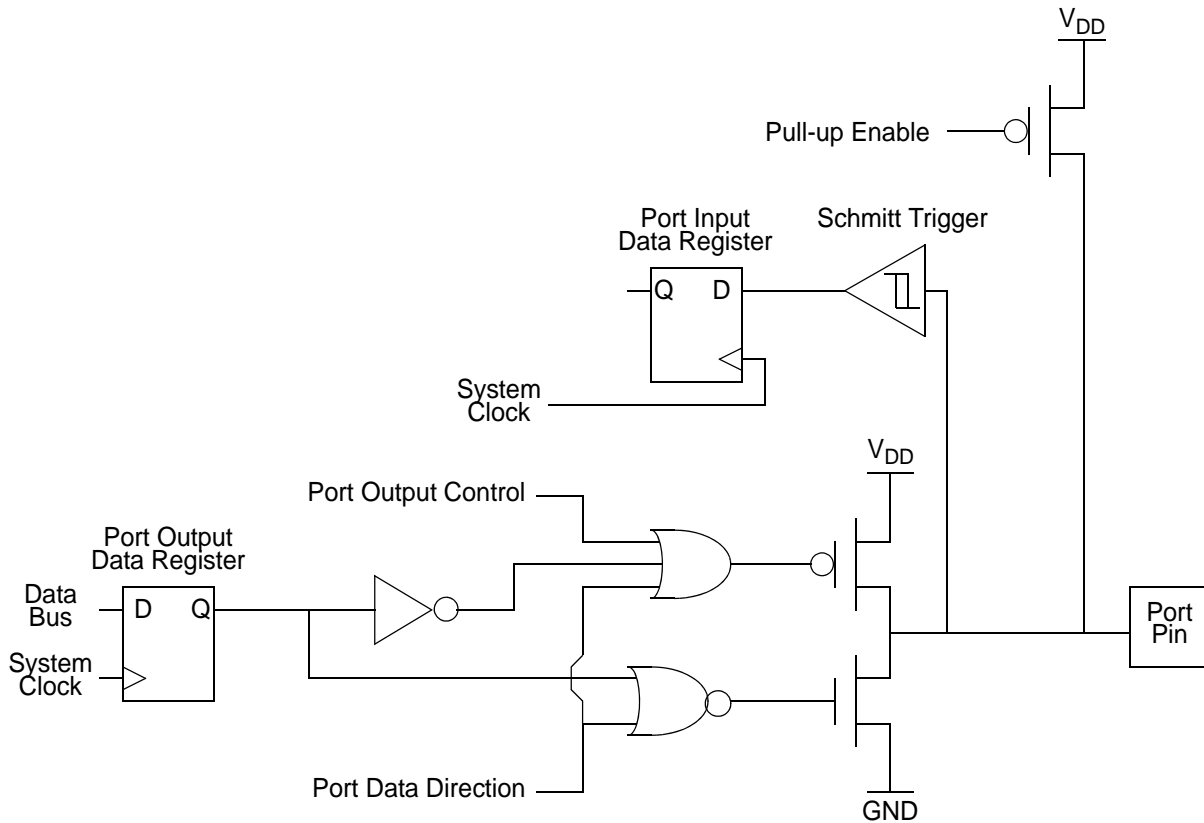 VDD
Pull-up Enable
Port Input
Data Register
Schmitt Trigger
Q D
System
Clock
VDD
Port Output Control
Port Output
Data Register
Data
Bus
D Q
System
Clock
Port
Pin
Port Data Direction
GND